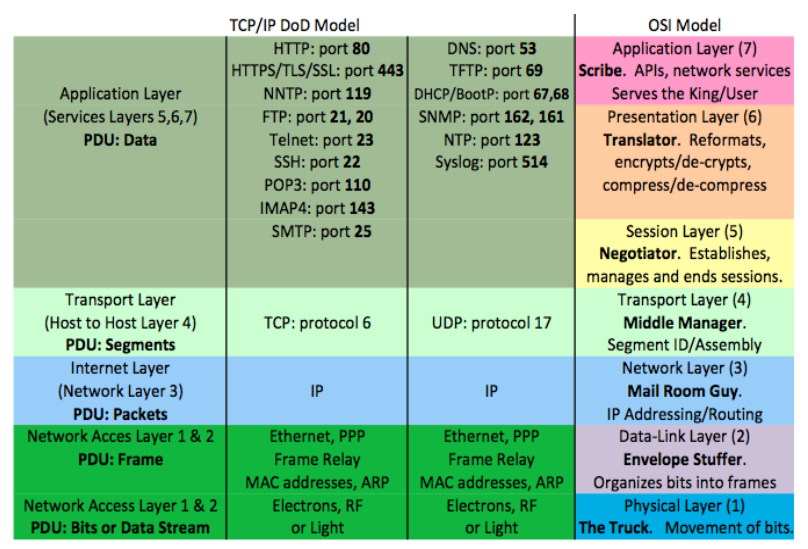 TCP/IP DoD Model
OSI Model
Application Layer
(Services Layers 5,6,7)
PDU: Data
HTTP: port 80
HTTPS/TLS/SSL: port 443
NNTP: port 119
FTP: port 21, 20
Telnet: port 23
SSH: port 22
POP3: port 110
IMAP4: port 143
SMTP: port 25
DNS: port 53
TFTP: port 69
DHCP/BootP: port 67,68
SNMP: port 162, 161
NTP: port 123
Syslog: port 514
Application Layer (7)
Scribe. APIs, network services
Serves the King/User
Presentation Layer (6)
Translator. Reformats,
encrypts/de-crypts,
compress/de-compress
Session Layer (5)
Negotiator. Establishes,
manages and ends sessions.
Transport Layer
(Host to Host Layer 4)
PDU: Segments
TCP: protocol 6
UDP: protocol 17
Transport Layer (4)
Middle Manager.
Segment ID/Assembly
Internet Layer
(Network Layer 3)
PDU: Packets
IP
IP
Network Layer (3)
Mail Room Guy.
IP Addressing/Routing
Network Acces Layer 1 & 2
PDU: Frame
Ethernet, PPP
Frame Relay
MAC addresses, ARP
Ethernet, PPP
Frame Relay
MAC addresses, ARP
Data-Link Layer (2)
Envelope Stuffer.
Organizes bits into frames
Network Access Layer 1 & 2
PDU: Bits or Data Stream
Electrons, RF
or Light
Electrons, RF
or Light
Physical Layer (1)
The Truck. Movement of bits.